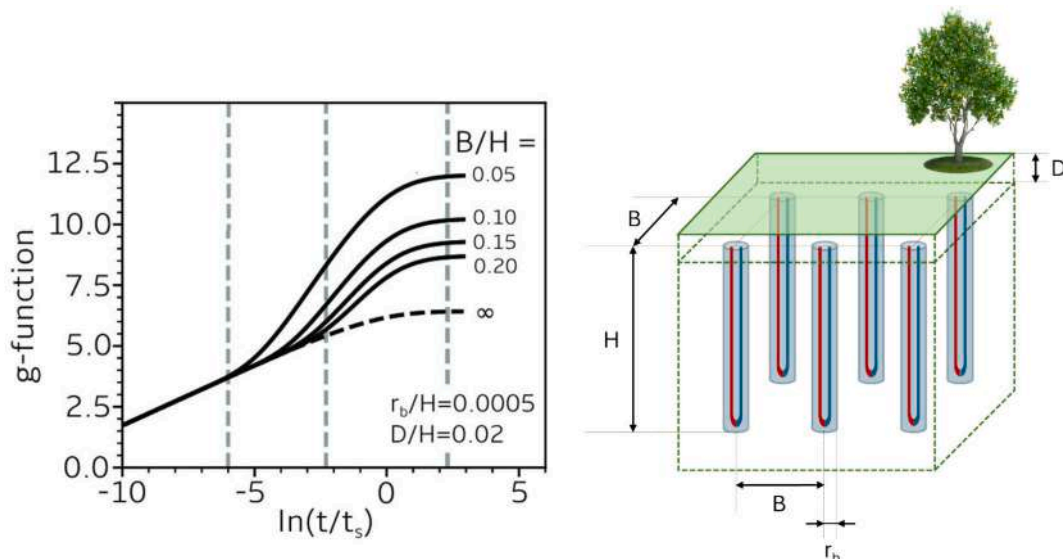 g-function
12.5
10.0
7.5
5.0
2.5
0.0
-10
-5
0
5
ln(t/tₛ)
B/H =
0.05
0.10
0.15
0.20
∞
r_b/H=0.0005
D/H=0.02
D
B
H
B
r_b